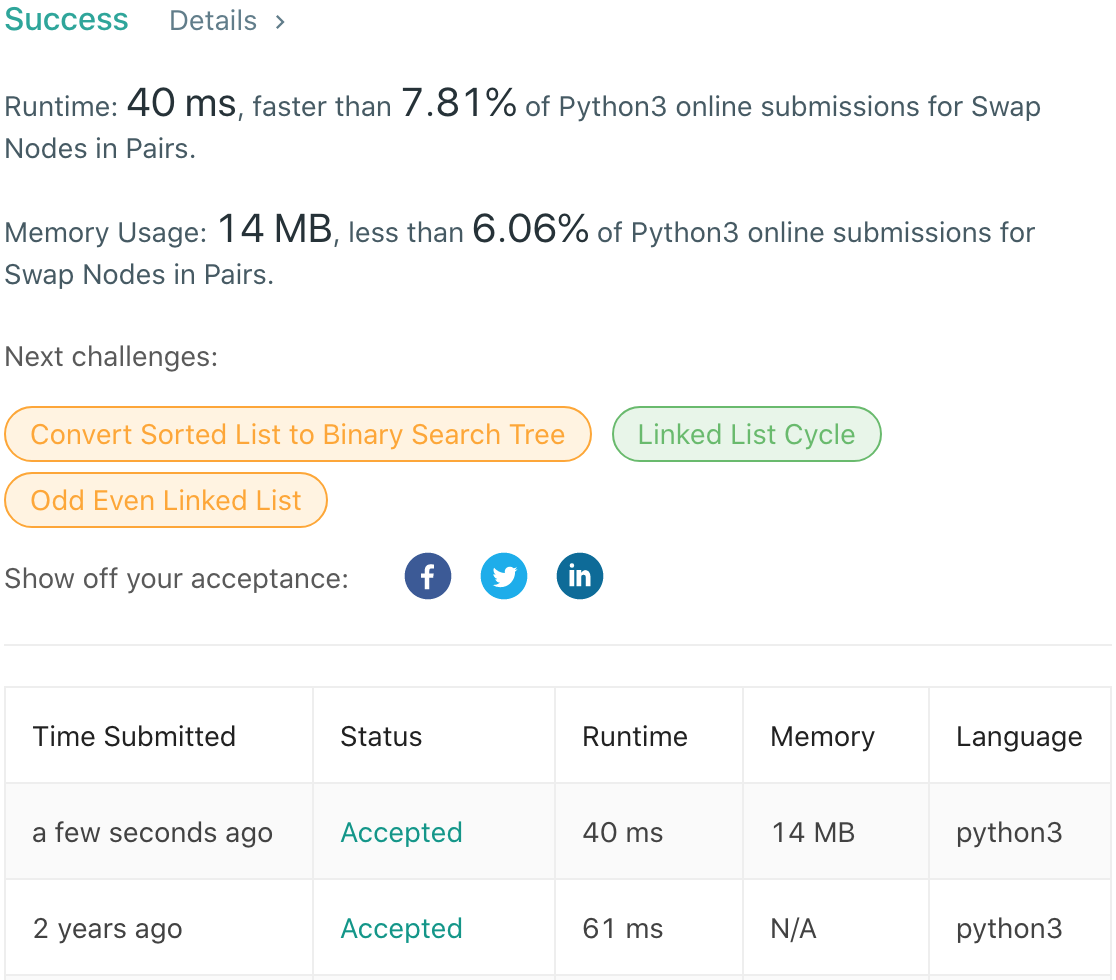 Success Details >
Runtime: 40 ms, faster than 7.81% of Python3 online submissions for Swap
Nodes in Pairs.
Memory Usage: 14 MB, less than 6.06% of Python3 online submissions for
Swap Nodes in Pairs.
Next challenges:
Convert Sorted List to Binary Search Tree Linked List Cycle
Odd Even Linked List
Show off your acceptance: f in
Time Submitted Status Runtime Memory Language
a few seconds ago Accepted 40 ms 14 MB python3
2 years ago Accepted 61 ms N/A python3